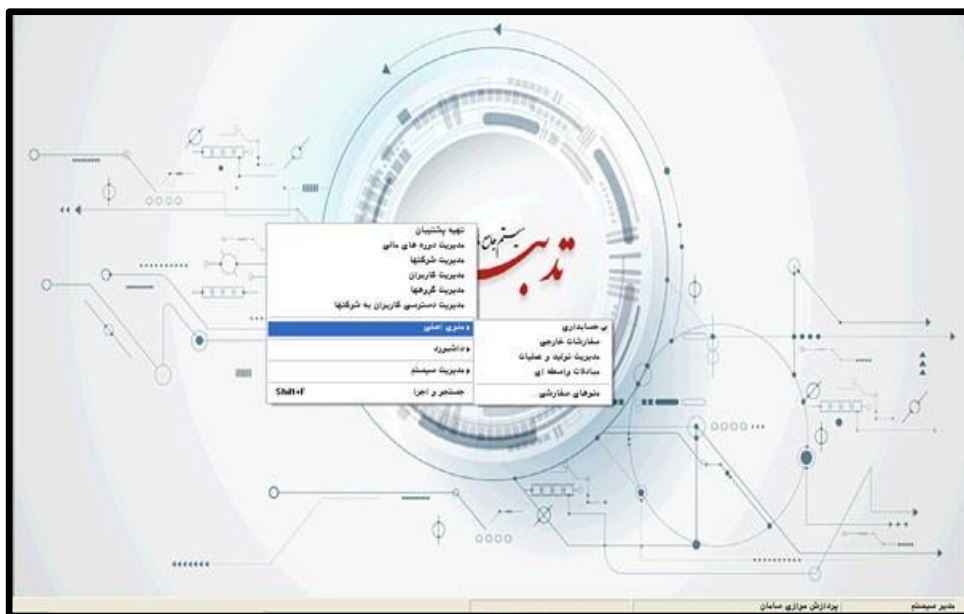 سیستم جامع
تدبیر
تهیه پشتیبان
مدیریت دوره های مالی
مدیریت شرکتها
مدیریت کاربران
مدیریت گروهها
مدیریت دسترسی کاربران به شرکتها
منوی اصلی
داشبورد
مدیریت سیستم
جستجو و اجرا Shift+F
حسابداری
سفارشات خارجی
مدیریت تولید و عملیات
مبادلات واسطه ای
منوهای سفارشی...
مدیر سیستم
پردازش موازی سامان